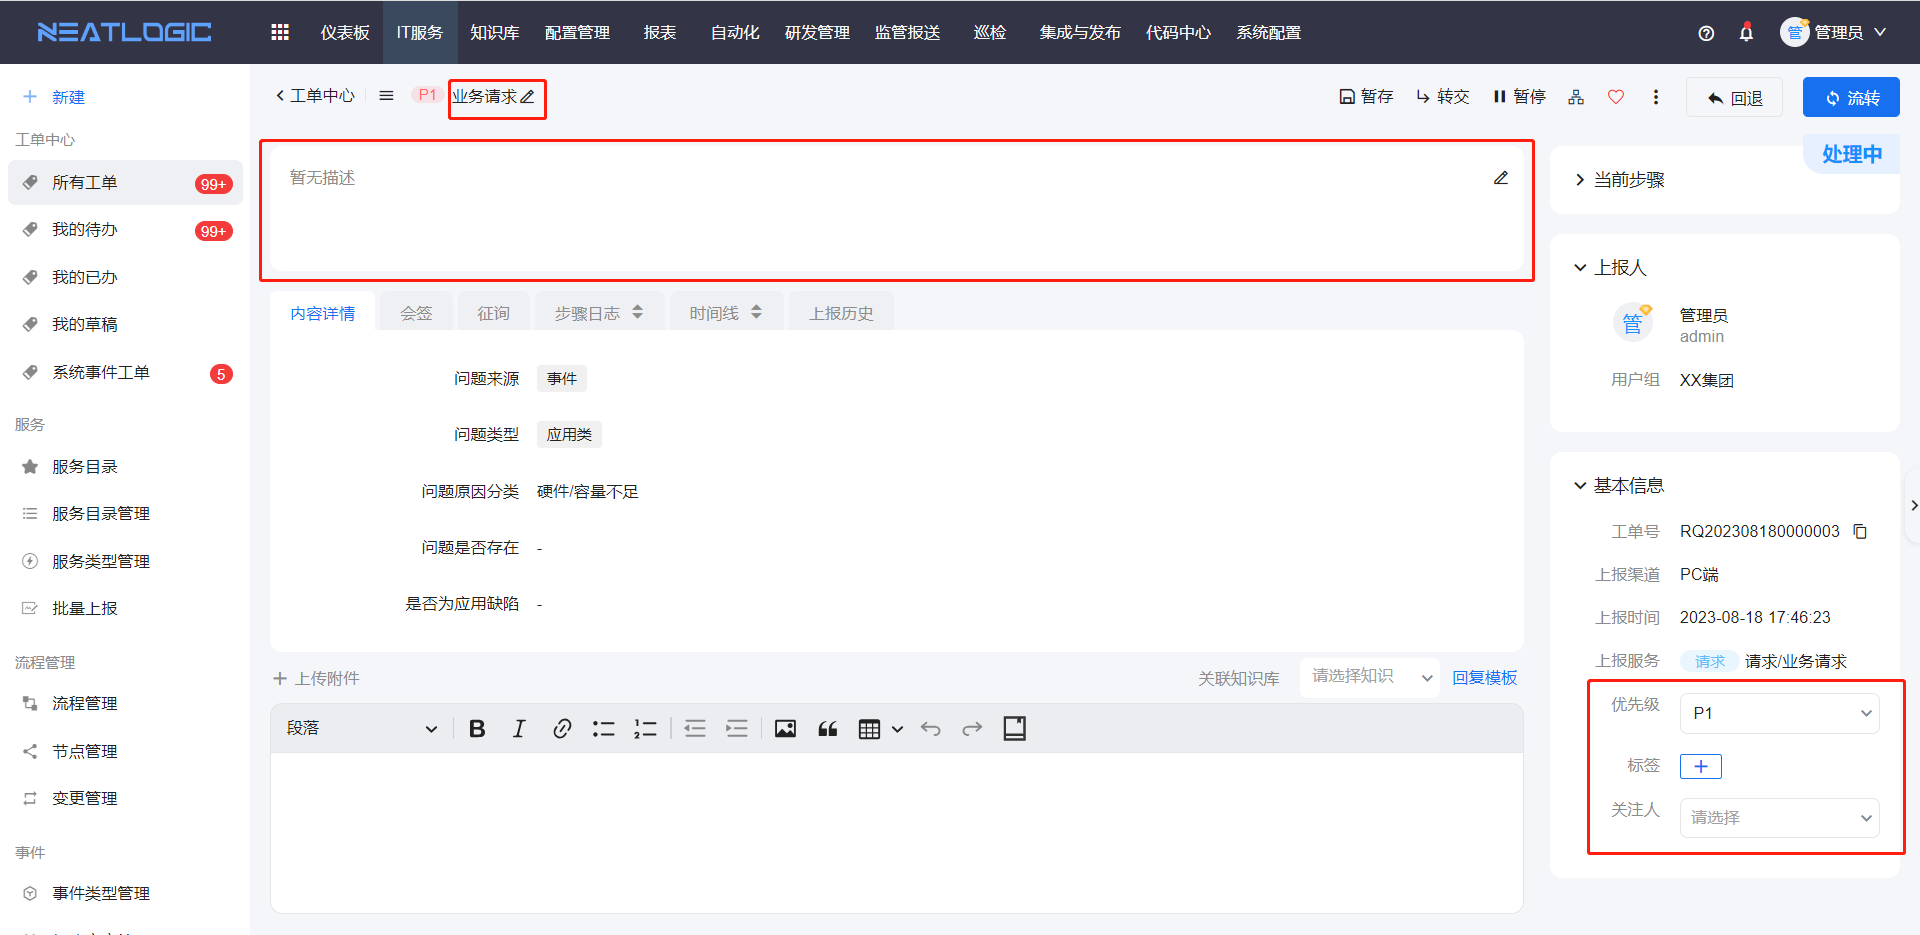 NEATLOGIC 仪表板 IT服务 知识库 配置管理 报表 自动化 研发管理 监管报送 巡检 集成与发布 代码中心 系统配置 管 管理员
新建
工单中心
所有工单 99+
我的待办 99+
我的已办
我的草稿
系统事件工单 5
服务
服务目录
服务目录管理
服务类型管理
批量上报
流程管理
流程管理
节点管理
变更管理
事件
事件类型管理
工单中心 P1 业务请求 暂存 转交 暂停 回退 流转
暂无描述
内容详情 会签 征询 步骤日志 时间线 上报历史
问题来源 事件
问题类型 应用类
问题原因分类 硬件/容量不足
问题是否存在 -
是否为应用缺陷 -
上传附件 关联知识库 请选择知识 回复模板
段落
处理中
当前步骤
上报人
管 管理员
admin
用户组 XX集团
基本信息
工单号 RQ202308180000003
上报渠道 PC端
上报时间 2023-08-18 17:46:23
上报服务 请求 请求/业务请求
优先级 P1
标签
关注人 请选择